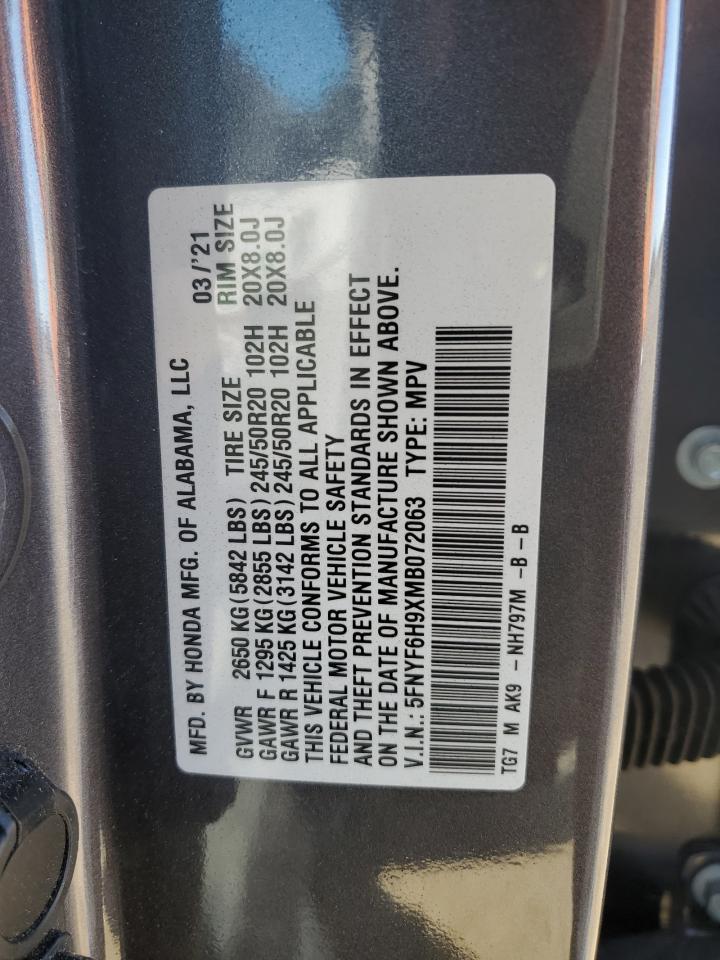 MFD. BY HONDA MFG. OF ALABAMA, LLC 03/'21
GVWR 2650 KG(5842 LBS) TIRE SIZE RIM SIZE
GAWR F 1295 KG(2855 LBS)245/50R20 102H 20X8.0J
GAWR R 1425 KG(3142 LBS)245/50R20 102H 20X8.0J
THIS VEHICLE CONFORMS TO ALL APPLICABLE
FEDERAL MOTOR VEHICLE SAFETY
AND THEFT PREVENTION STANDARDS IN EFFECT
ON THE DATE OF MANUFACTURE SHOWN ABOVE.
V.I.N.: 5FNYF6H9XMB072063 TYPE: MPV
TG7 M AK9 -NH797M -B-B